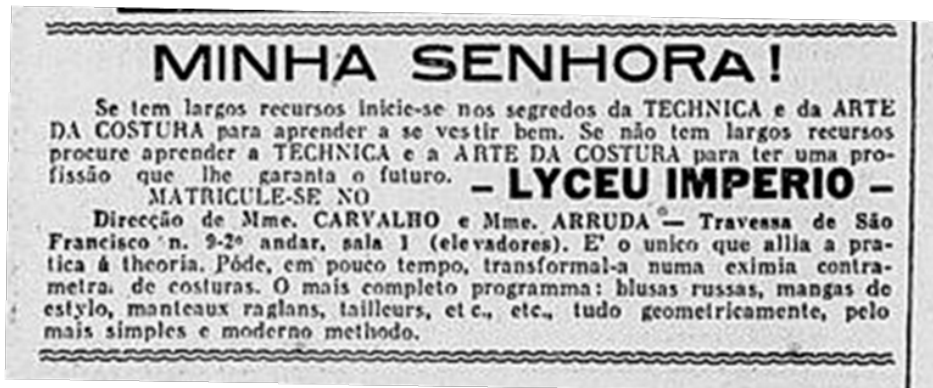 MINHA SENHORA!
Se tem largos recursos inicie-se nos segredos da TECHNICA e da ARTE
DA COSTURA para aprender a se vestir bem. Se não tem largos recursos
procure aprender a TECHNICA e a ARTE DA COSTURA para ter uma pro-
fissão que lhe garanta o futuro.
MATRICULE-SE NO
– LYCEU IMPERIO –
Direcção de Mme. CARVALHO e Mme. ARRUDA — Travessa de São
Francisco n. 9-2º andar, sala 1 (elevadores). E' o unico que allia a pra-
tica á theoria. Póde, em pouco tempo, transformal-a numa eximia contra-
metra. de costuras. O mais completo programma: blusas russas, mangas de
estylo, manteaux raglans, tailleurs, etc., etc., tudo geometricamente, pelo
mais simples e moderno methodo.